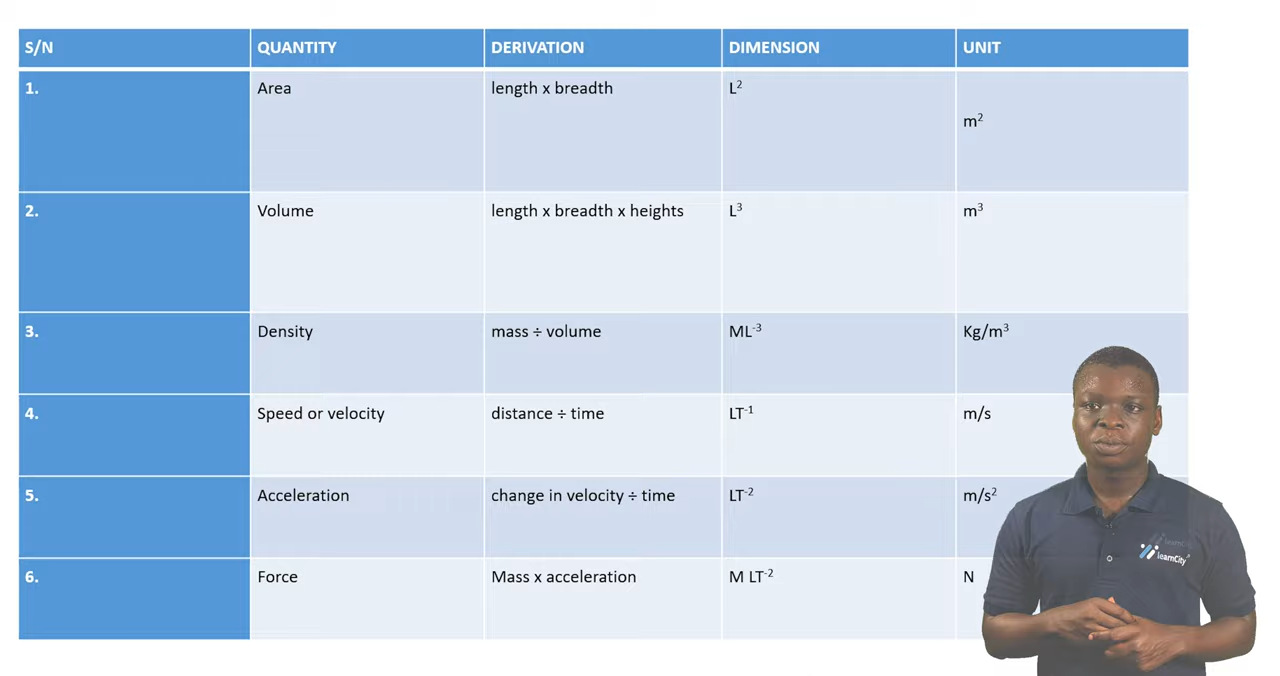 S/N QUANTITY DERIVATION DIMENSION UNIT
1. Area length x breadth L² m²
2. Volume length x breadth x heights L³ m³
3. Density mass ÷ volume ML⁻³ Kg/m³
4. Speed or velocity distance ÷ time LT⁻¹ m/s
5. Acceleration change in velocity ÷ time LT⁻² m/s²
6. Force Mass x acceleration M LT⁻² N
learnCity